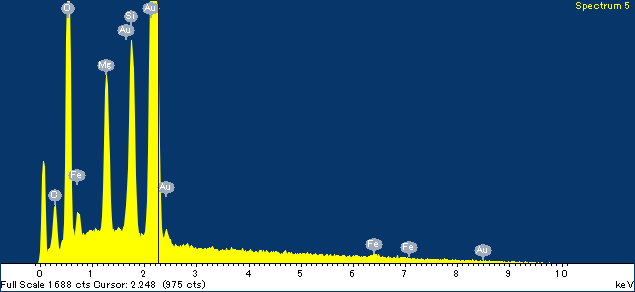 Spectrum 5
O Au
Si
Au
Mg
Fe
Au
C
Fe Fe Au
0 1 2 3 4 5 6 7 8 9 10
Full Scale 1688 cts Cursor: 2.248 (975 cts) keV